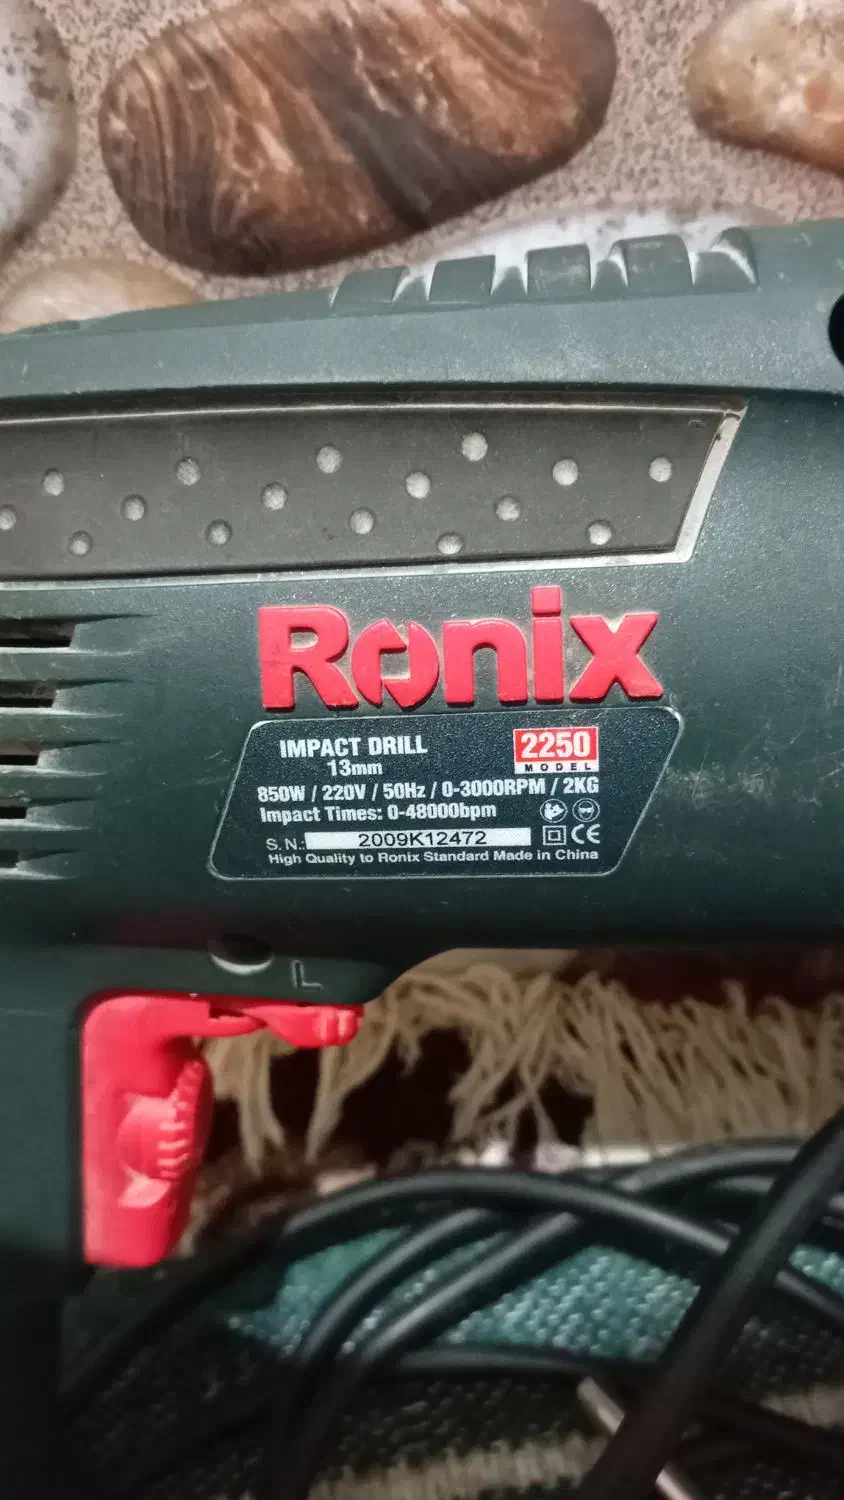 Ronix
IMPACT DRILL
13mm
2250
MODEL
850W / 220V / 50Hz / 0-3000RPM / 2KG
Impact Times: 0-48000bpm
S.N.: 2009K12472 CE
High Quality to Ronix Standard Made in China
L